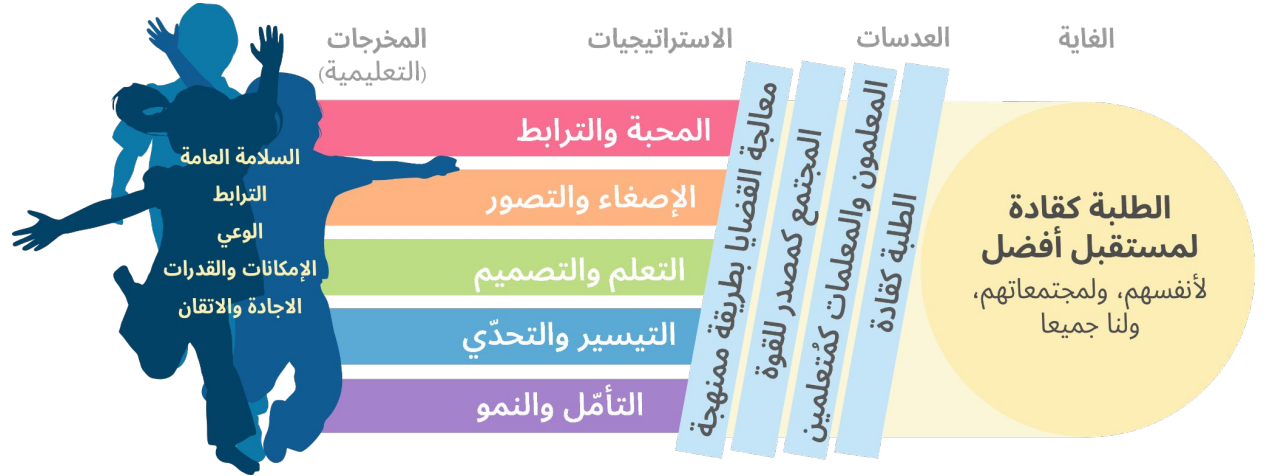 الغاية
الطلبة كقادة
لمستقبل أفضل
لأنفسهم، ولمجتمعاتهم،
ولنا جميعا
العدسات
الطلبة كقادة
المعلمون والمعلمات كمُتعلمين
المجتمع كمصدر للقوة
معالجة القضايا بطريقة ممنهجة
الاستراتيجيات
المحبة والترابط
الإصغاء والتصور
التعلم والتصميم
التيسير والتحدّي
التأمّل والنمو
المخرجات
(التعليمية)
السلامة العامة
الترابط
الوعي
الإمكانات والقدرات
الاجادة والاتقان